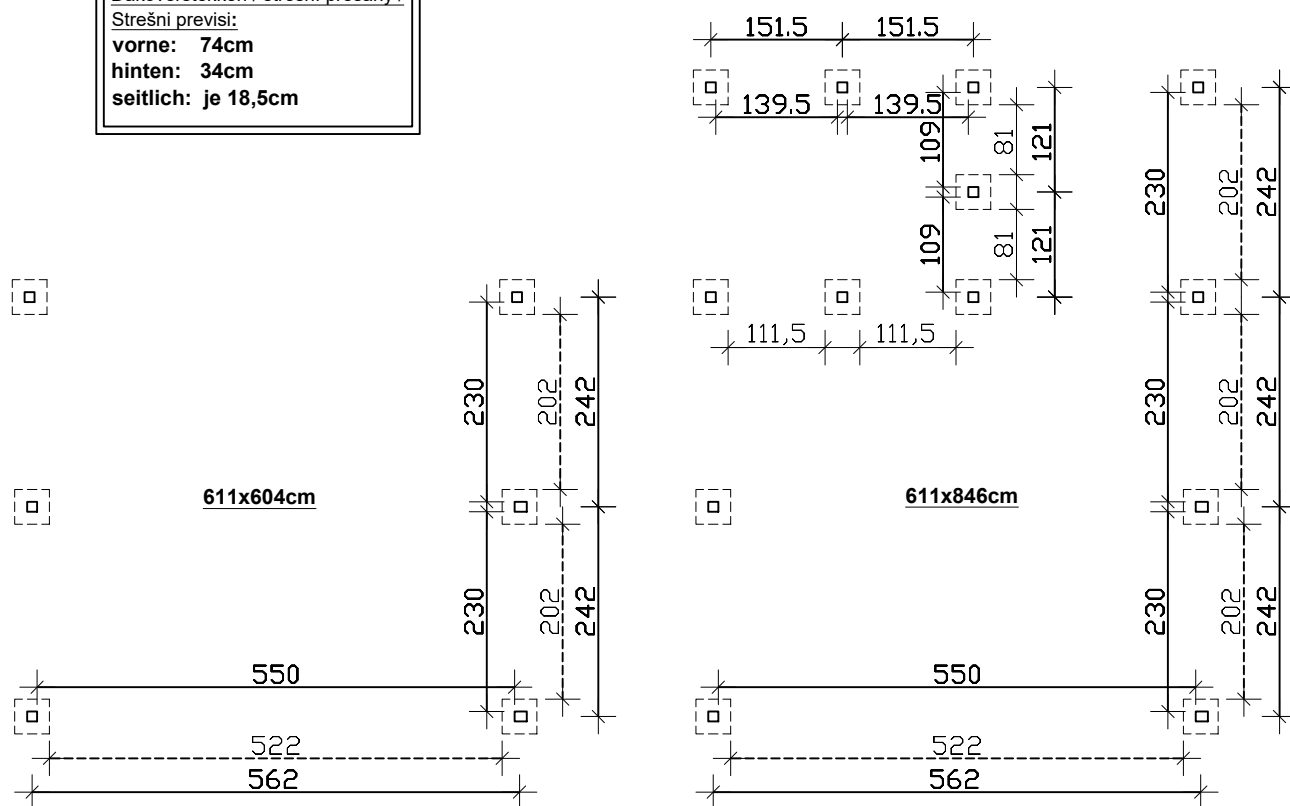 Strešni previsi:
vorne: 74cm
hinten: 34cm
seitlich: je 18,5cm
151.5 151.5
139.5 139.5
109 81 121
109 81 121
111,5 111,5
230 202 242
230 202 242
230 202 242
230 202 242
230 202 242
611x604cm
611x846cm
550
522
562
550
522
562